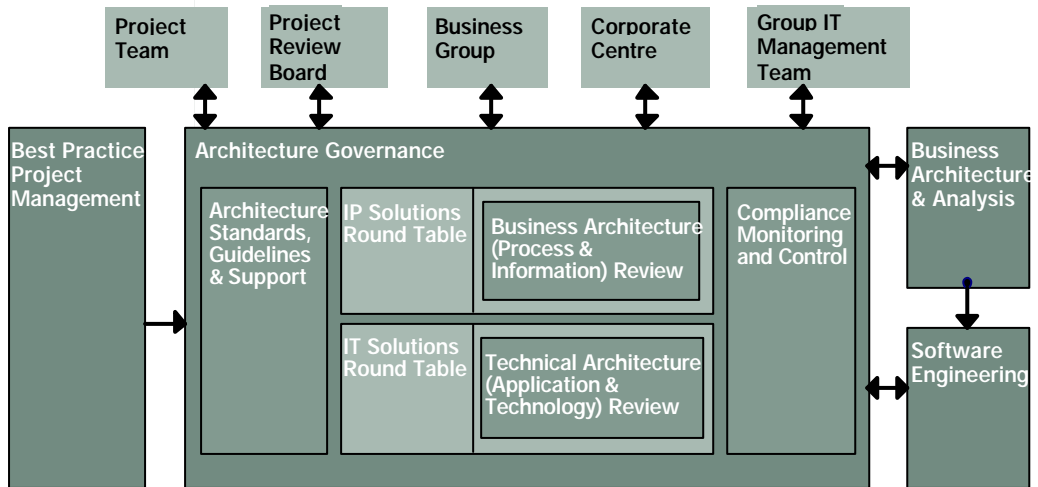 Project
Team
Project
Review
Board
Business
Group
Corporate
Centre
Group IT
Management
Team
Best Practice
Project
Management
Architecture Governance
Architecture
Standards,
Guidelines
& Support
IP Solutions
Round Table
Business Architecture
(Process &
Information) Review
IT Solutions
Round Table
Technical Architecture
(Application &
Technology) Review
Compliance
Monitoring
and Control
Business
Architecture
& Analysis
Software
Engineering